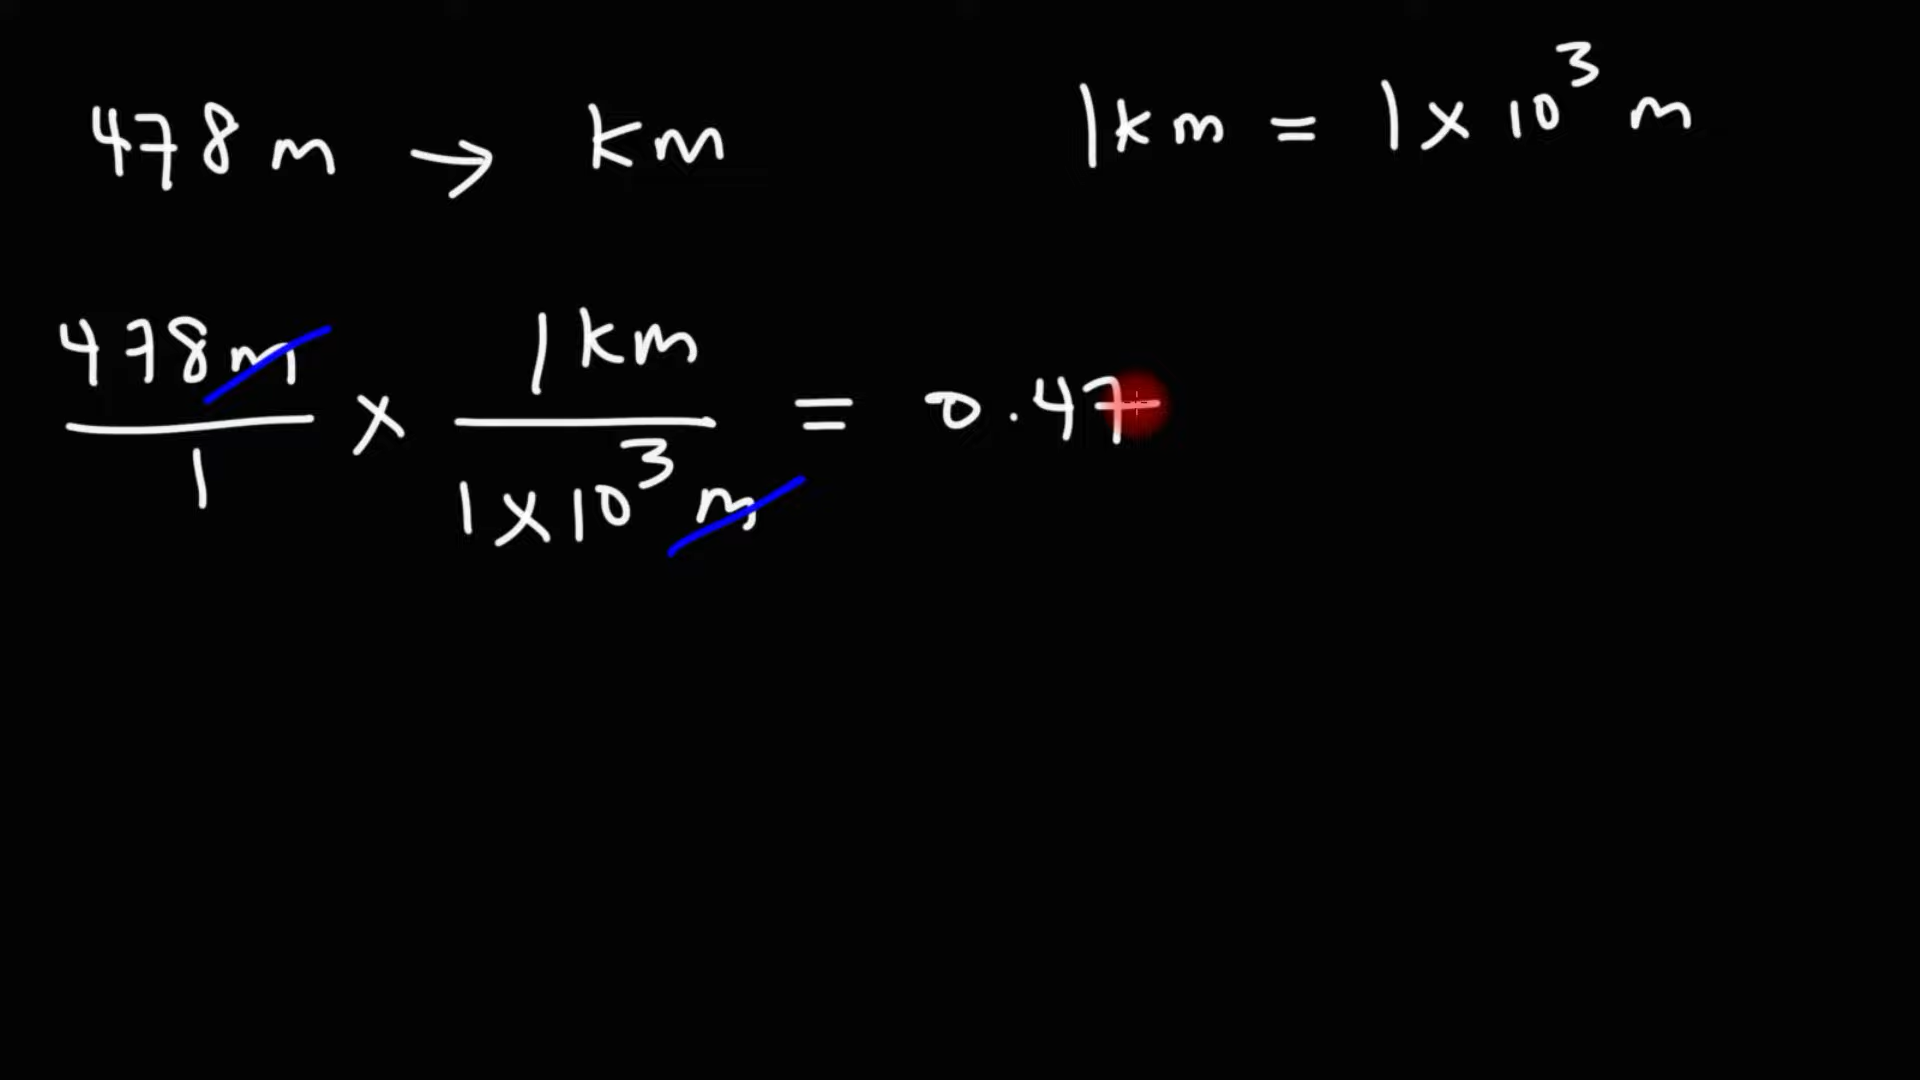 478 m → km
1 km = 1 × 10³ m
478 m / 1 × 1 km / 1 × 10³ m = 0.47